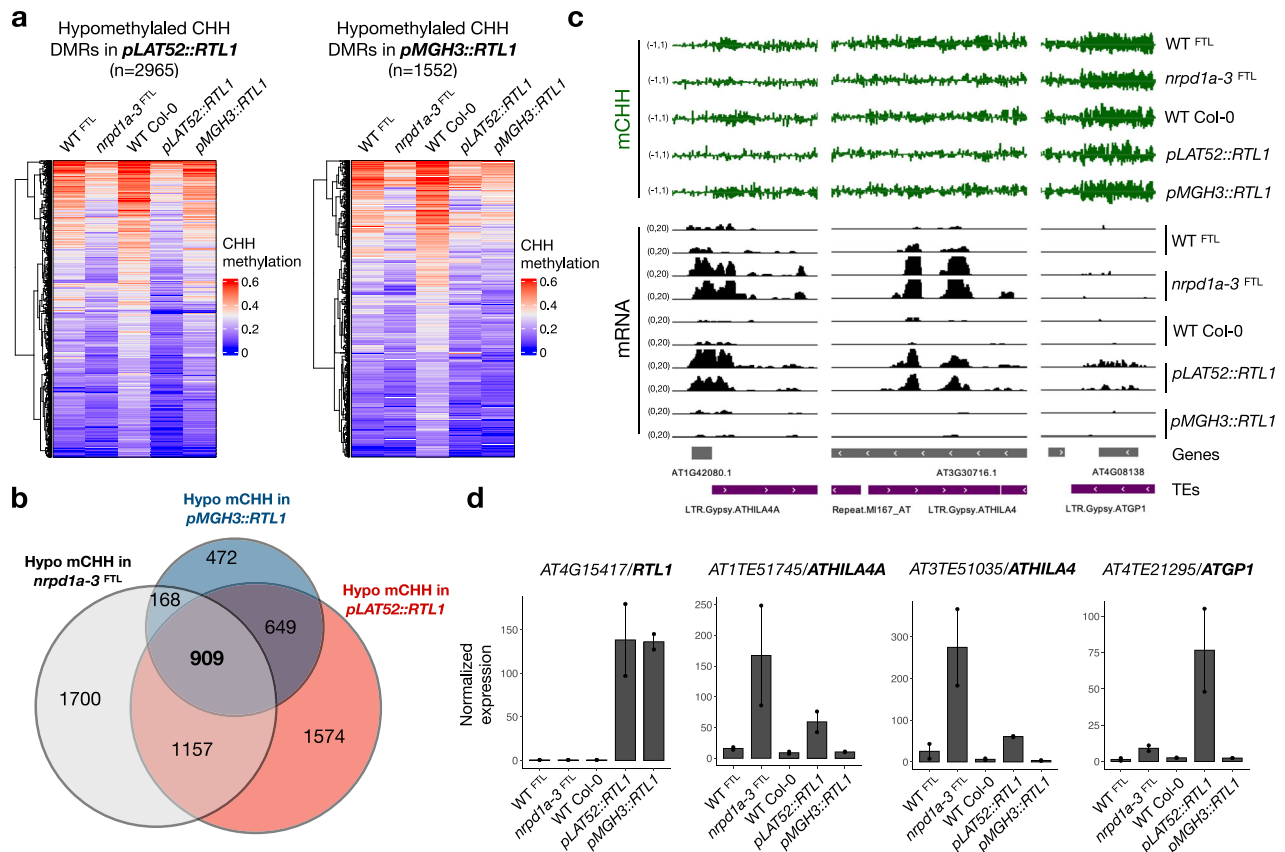 a
Hypomethylaled CHH
DMRs in pLAT52::RTL1
(n=2965)
WT FTL
nrpd1a-3 FTL
WT Col-0
pLAT52::RTL1
pMGH3::RTL1
CHH
methylation
0.6
0.4
0.2
0
Hypomethylaled CHH
DMRs in pMGH3::RTL1
(n=1552)
WT FTL
nrpd1a-3 FTL
WT Col-0
pLAT52::RTL1
pMGH3::RTL1
CHH
methylation
0.6
0.4
0.2
0
b
Hypo mCHH in
pMGH3::RTL1
Hypo mCHH in
nrpd1a-3 FTL
Hypo mCHH in
pLAT52::RTL1
472
168
649
909
1700
1157
1574
c
mCHH
(-1,1)
WT FTL
(-1,1)
nrpd1a-3 FTL
(-1,1)
WT Col-0
(-1,1)
pLAT52::RTL1
(-1,1)
pMGH3::RTL1
mRNA
(0,20)
(0,20)
WT FTL
(0,20)
(0,20)
nrpd1a-3 FTL
(0,20)
(0,20)
WT Col-0
(0,20)
(0,20)
pLAT52::RTL1
(0,20)
(0,20)
pMGH3::RTL1
Genes
AT1G42080.1
AT3G30716.1
AT4G08138
TEs
LTR.Gypsy.ATHILA4A
Repeat.MI167_AT
LTR.Gypsy.ATHILA4
LTR.Gypsy.ATGP1
d
Normalized
expression
AT4G15417/RTL1
150
100
50
0
WT FTL
nrpd1a-3 FTL
WT Col-0
pLAT52::RTL1
pMGH3::RTL1
AT1TE51745/ATHILA4A
250
200
150
100
50
0
WT FTL
nrpd1a-3 FTL
WT Col-0
pLAT52::RTL1
pMGH3::RTL1
AT3TE51035/ATHILA4
300
200
100
0
WT FTL
nrpd1a-3 FTL
WT Col-0
pLAT52::RTL1
pMGH3::RTL1
AT4TE21295/ATGP1
100
75
50
25
0
WT FTL
nrpd1a-3 FTL
WT Col-0
pLAT52::RTL1
pMGH3::RTL1